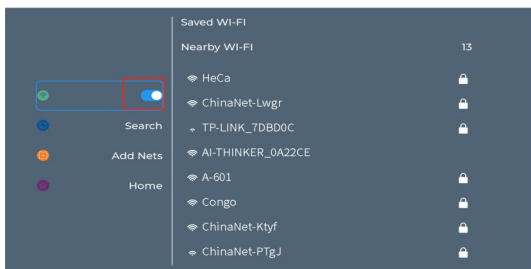 Saved WI-FI
Nearby WI-FI 13
HeCa
ChinaNet-Lwgr
TP-LINK_7DBD0C
AI-THINKER_0A22CE
A-601
Congo
ChinaNet-Ktyf
ChinaNet-PTgJ
Search
Add Nets
Home